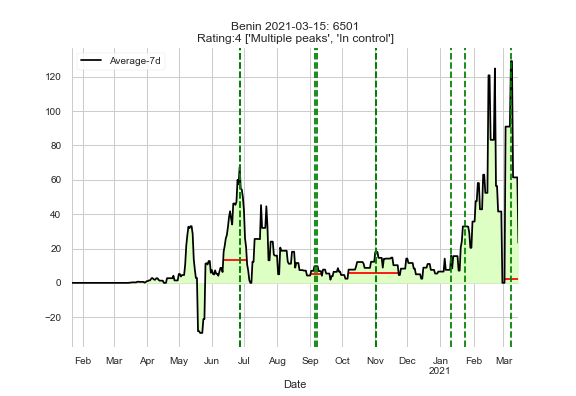 Benin 2021-03-15: 6501
Rating:4 ['Multiple peaks', 'In control']
Average-7d
120
100
80
60
40
20
0
−20
Feb Mar Apr May Jun Jul Aug Sep Oct Nov Dec Jan Feb Mar
2021
Date